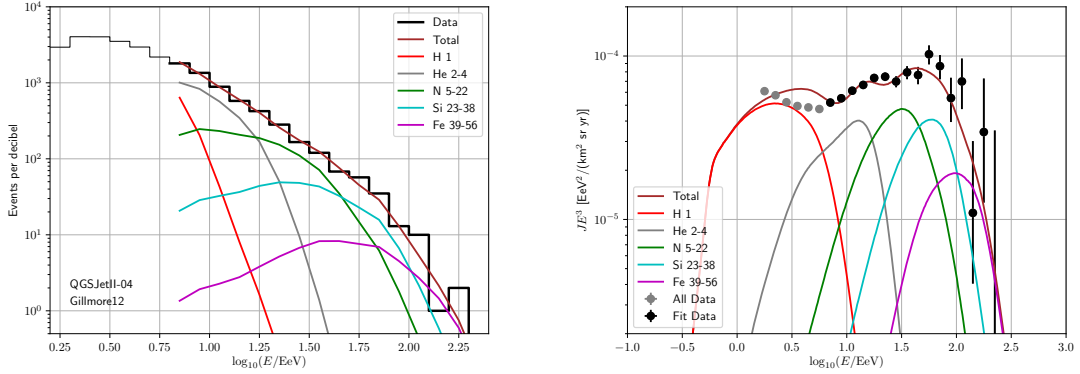 10^4
10^3
10^2
10^1
10^0
Events per decibel
0.25 0.50 0.75 1.00 1.25 1.50 1.75 2.00 2.25
log10(E/EeV)
Data
Total
H 1
He 2-4
N 5-22
Si 23-38
Fe 39-56
QGSJetII-04
Gillmore12
10^-4
10^-5
JE^3 [EeV^2/(km^2 sr yr)]
−1.0 −0.5 0.0 0.5 1.0 1.5 2.0 2.5 3.0
log10(E/EeV)
Total
H 1
He 2-4
N 5-22
Si 23-38
Fe 39-56
All Data
Fit Data